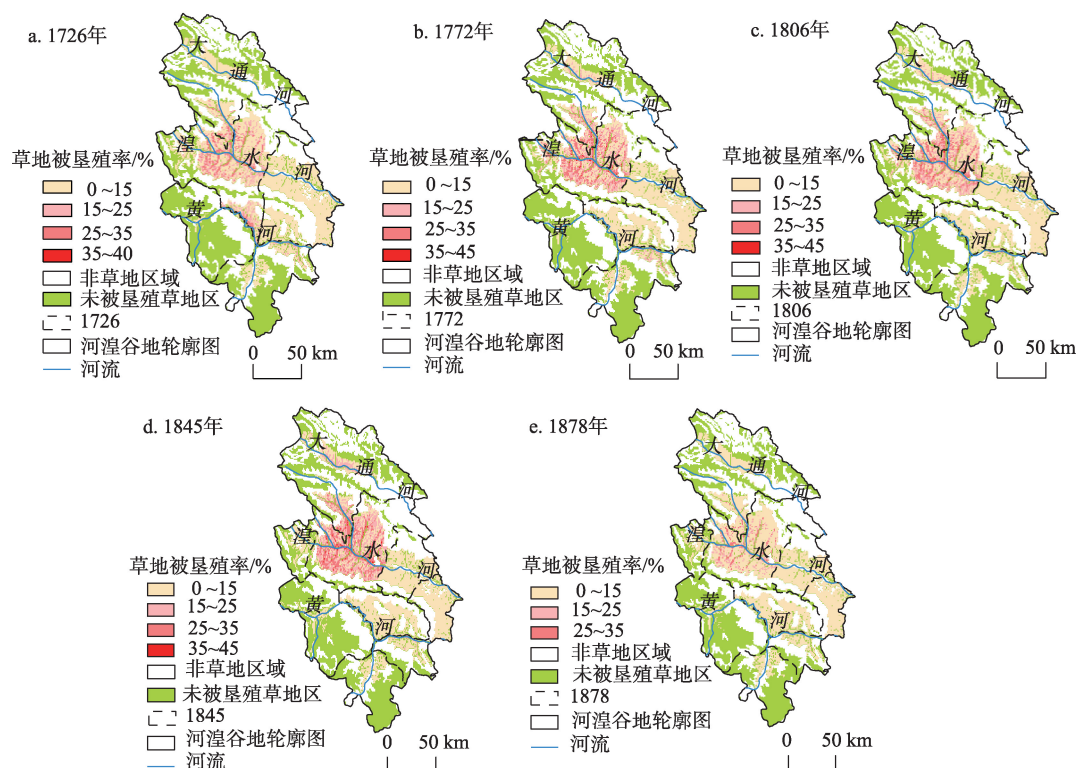 a. 1726年
大
通
河
湟
水
河
黄
河
草地被垦殖率/%
0 ~15
15~25
25~35
35~40
非草地区域
未被垦殖草地区
1726
河湟谷地轮廓图
河流
0 50 km
b. 1772年
大
通
河
湟
水
河
黄
河
草地被垦殖率/%
0 ~15
15~25
25~35
35~45
非草地区域
未被垦殖草地区
1772
河湟谷地轮廓图
河流
0 50 km
c. 1806年
大
通
河
湟
水
河
黄
河
草地被垦殖率/%
0 ~15
15~25
25~35
35~45
非草地区域
未被垦殖草地区
1806
河湟谷地轮廓图
河流
0 50 km
d. 1845年
大
通
河
湟
水
河
黄
河
草地被垦殖率/%
0 ~15
15~25
25~35
35~45
非草地区域
未被垦殖草地区
1845
河湟谷地轮廓图
河流
0 50 km
e. 1878年
大
通
河
湟
水
河
黄
河
草地被垦殖率/%
0 ~15
15~25
25~35
非草地区域
未被垦殖草地区
1878
河湟谷地轮廓图
河流
0 50 km